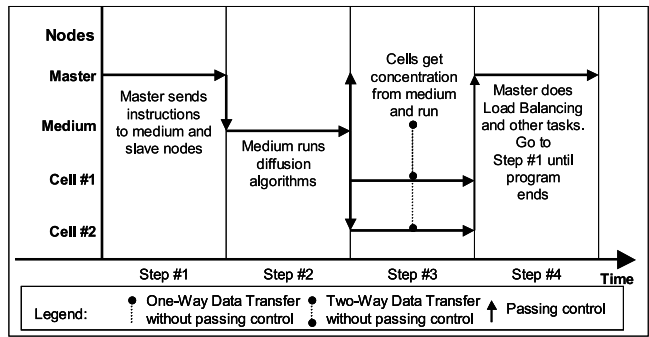 Nodes
Master
Medium
Cell #1
Cell #2
Master sends
instructions
to medium and
slave nodes
Medium runs
diffusion
algorithms
Cells get
concentration
from medium
and run
Master does
Load Balancing
and other tasks.
Go to
Step #1 until
program
ends
Step #1
Step #2
Step #3
Step #4
Time
Legend:
One-Way Data Transfer
without passing control
Two-Way Data Transfer
without passing control
Passing control